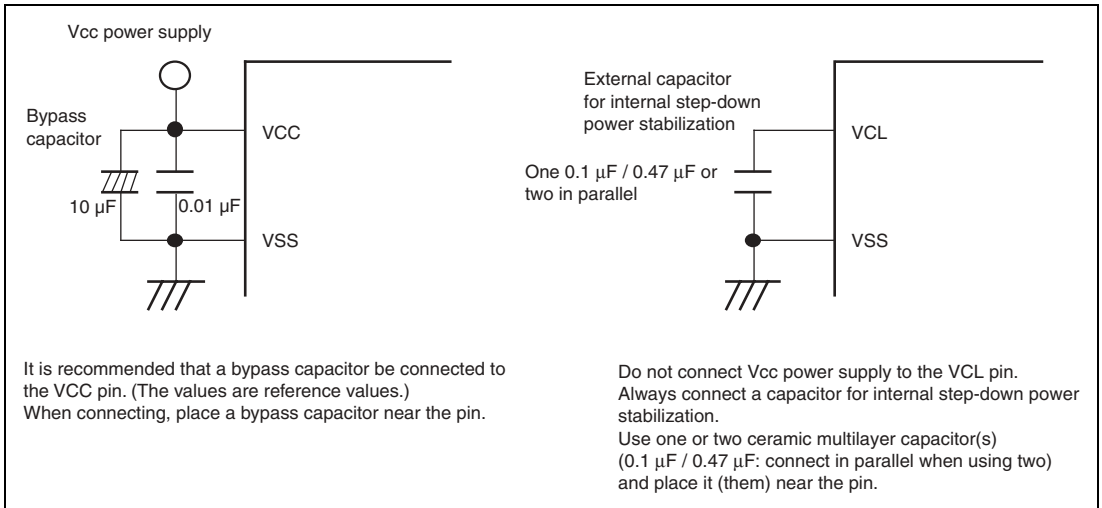 Vcc power supply
Bypass
capacitor
VCC
10 µF
0.01 µF
VSS
It is recommended that a bypass capacitor be connected to
the VCC pin. (The values are reference values.)
When connecting, place a bypass capacitor near the pin.
External capacitor
for internal step-down
power stabilization
VCL
One 0.1 µF / 0.47 µF or
two in parallel
VSS
Do not connect Vcc power supply to the VCL pin.
Always connect a capacitor for internal step-down power
stabilization.
Use one or two ceramic multilayer capacitor(s)
(0.1 µF / 0.47 µF: connect in parallel when using two)
and place it (them) near the pin.